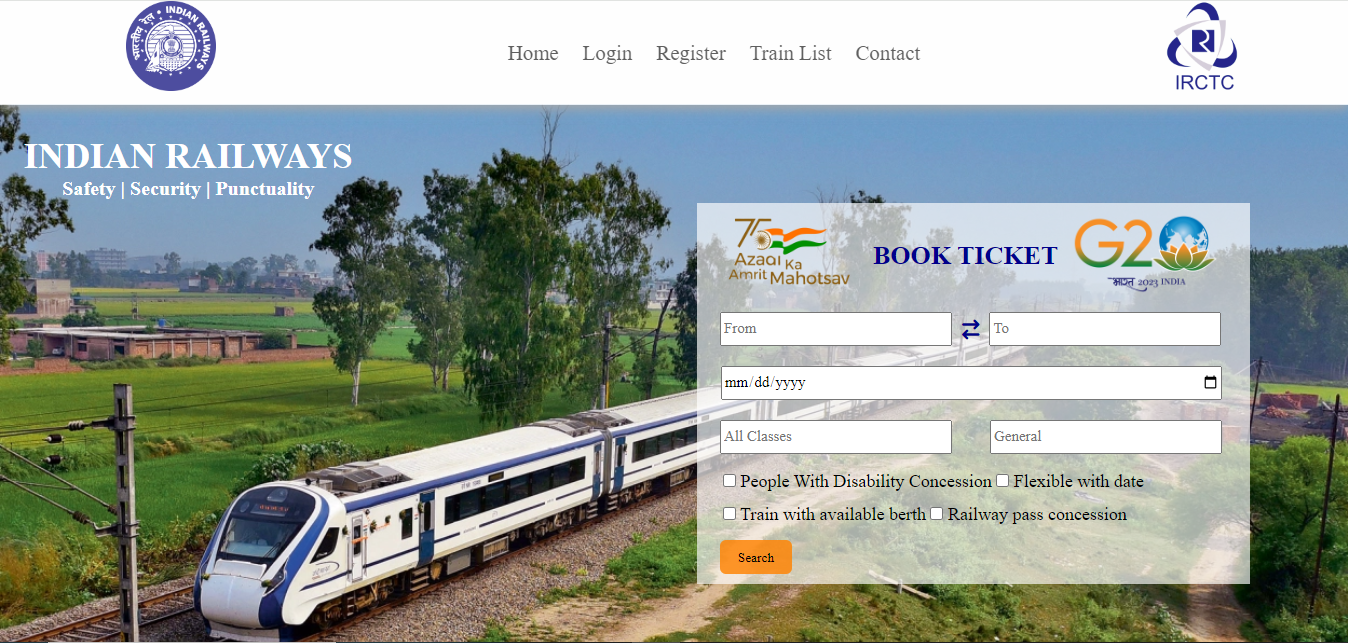 भारतीय रेल INDIAN RAILWAYS
Home Login Register Train List Contact
IRCTC
INDIAN RAILWAYS
Safety | Security | Punctuality
75
Azadi
Ka
Amrit
Mahotsav
BOOK TICKET
G20
भारत 2023 INDIA
From
To
mm/dd/yyyy
All Classes
General
People With Disability Concession Flexible with date
Train with available berth Railway pass concession
Search